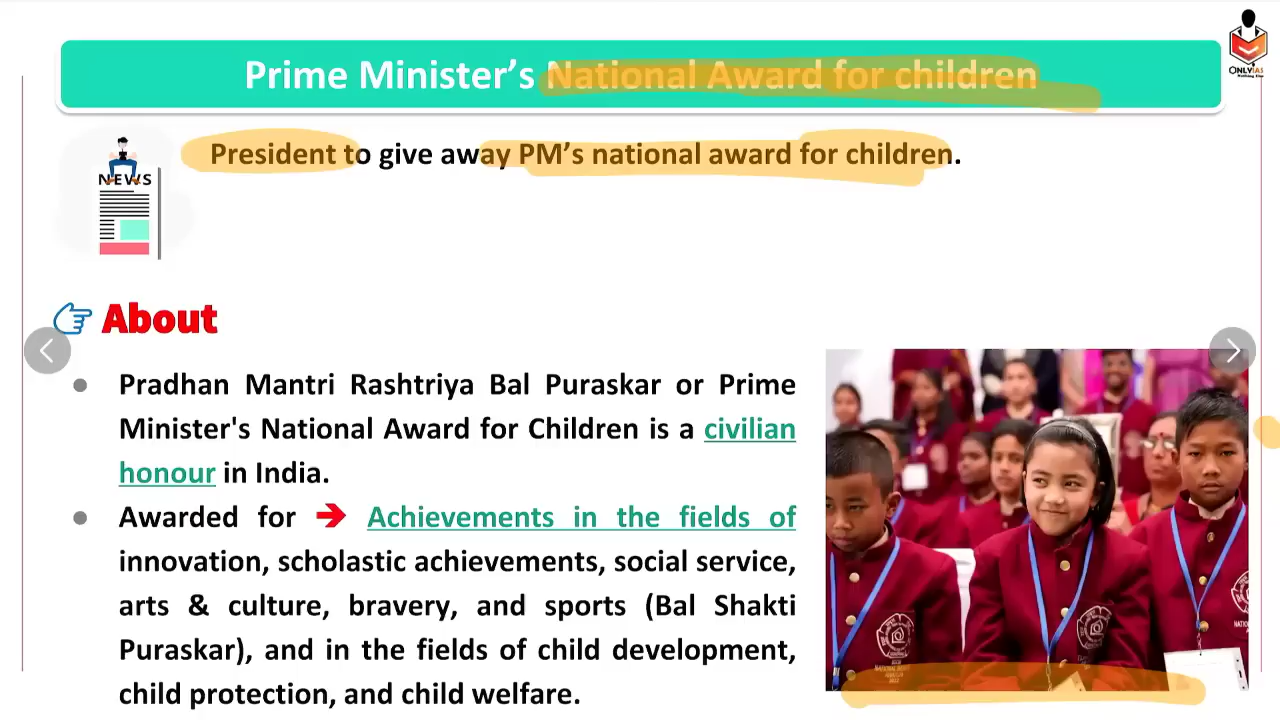 Prime Minister’s National Award for children
ONLYIAS
Nothing Else
NEWS
President to give away PM’s national award for children.
About
Pradhan Mantri Rashtriya Bal Puraskar or Prime
Minister's National Award for Children is a civilian
honour in India.
Awarded for ➔ Achievements in the fields of
innovation, scholastic achievements, social service,
arts & culture, bravery, and sports (Bal Shakti
Puraskar), and in the fields of child development,
child protection, and child welfare.